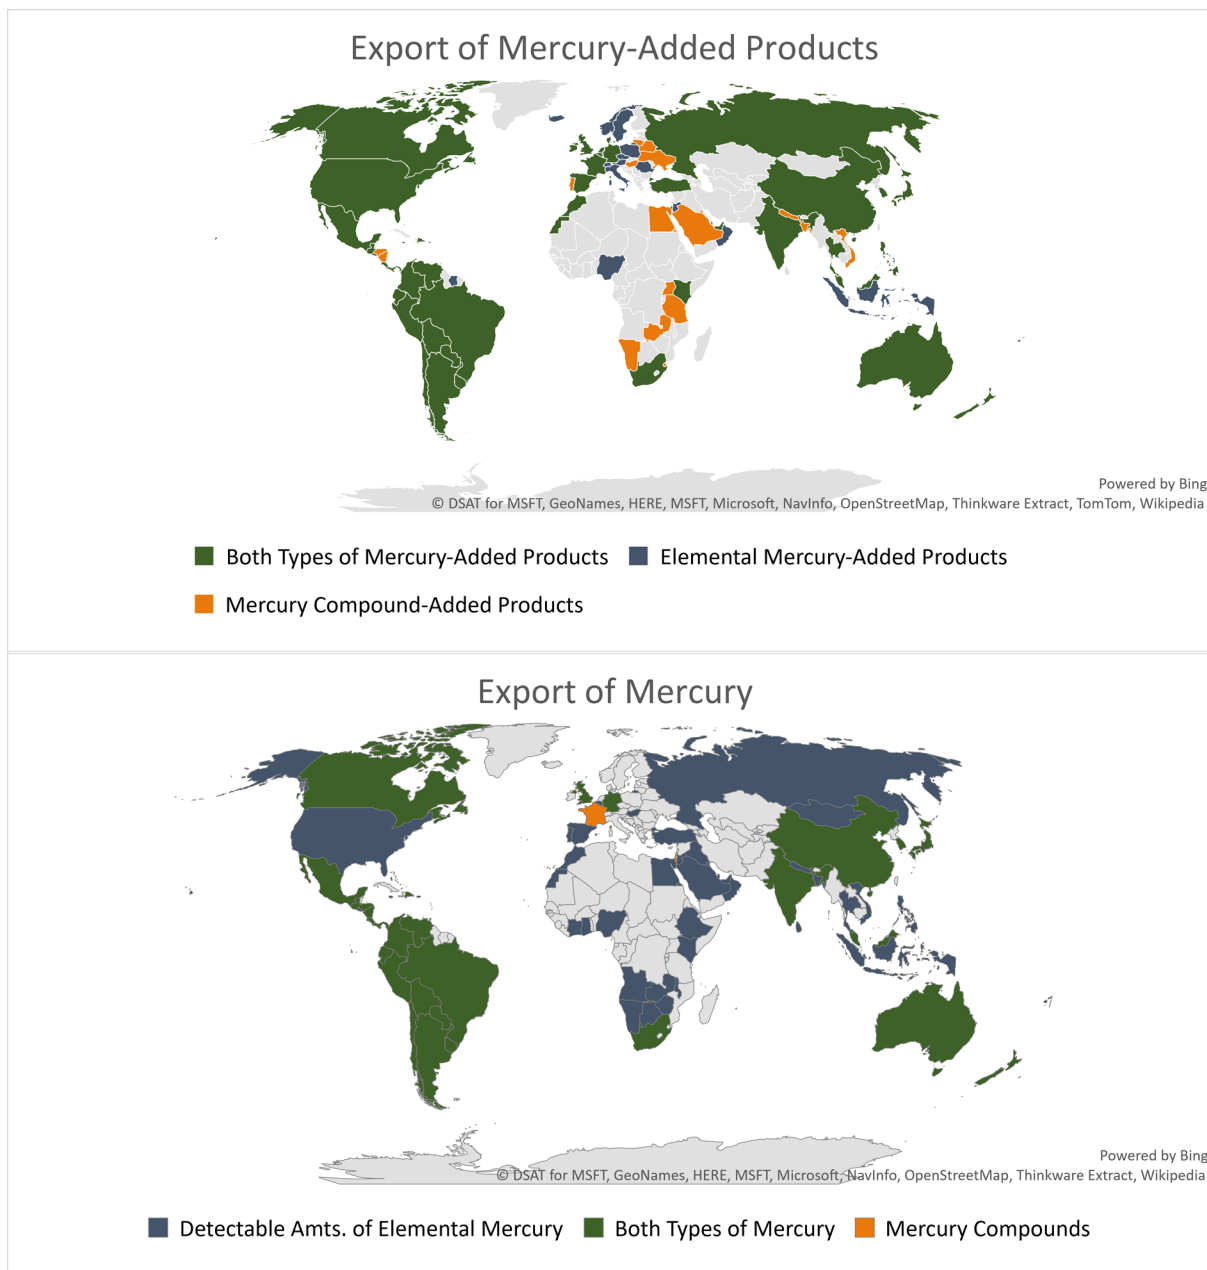 Export of Mercury-Added Products
Powered by Bing
© DSAT for MSFT, GeoNames, HERE, MSFT, Microsoft, NavInfo, OpenStreetMap, Thinkware Extract, TomTom, Wikipedia
Both Types of Mercury-Added Products
Elemental Mercury-Added Products
Mercury Compound-Added Products
Export of Mercury
Powered by Bing
© DSAT for MSFT, GeoNames, HERE, MSFT, Microsoft, NavInfo, OpenStreetMap, Thinkware Extract, Wikipedia
Detectable Amts. of Elemental Mercury
Both Types of Mercury
Mercury Compounds